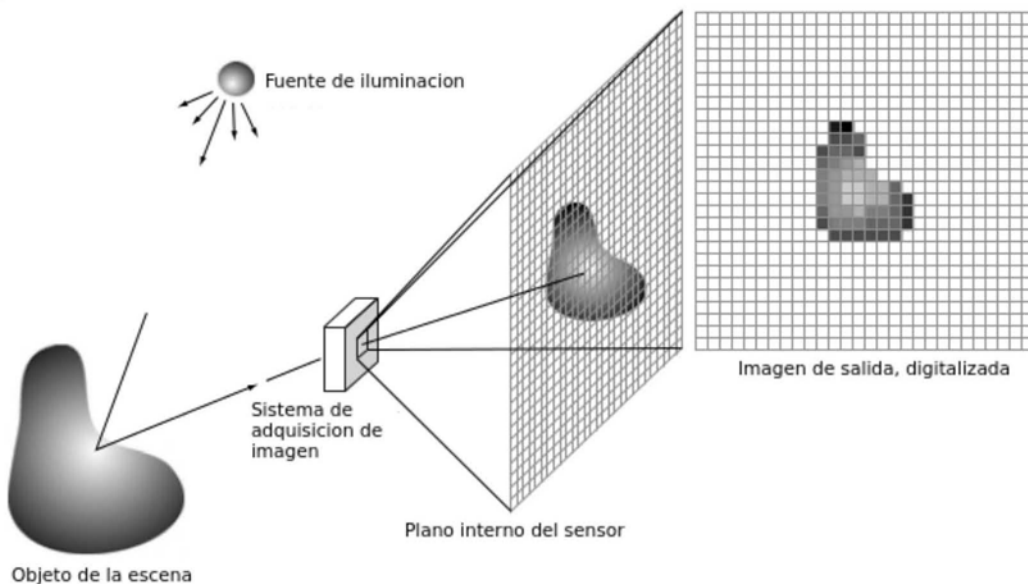 Fuente de iluminacion
Imagen de salida, digitalizada
Sistema de
adquisicion de
imagen
Plano interno del sensor
Objeto de la escena